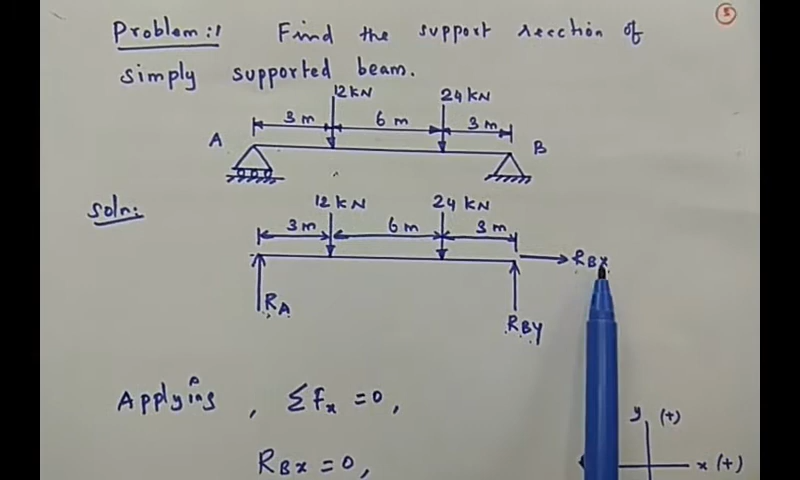 5
Problem:1 Find the support rection of
simply supported beam.
12 KN 24 KN
3 m 6 m 3 m
A B
Soln:
12 KN 24 KN
3 m 6 m 3 m
RBx
RA
RBY
Applying, ΣFx = 0,
y (+)
RBx = 0,
x (+)